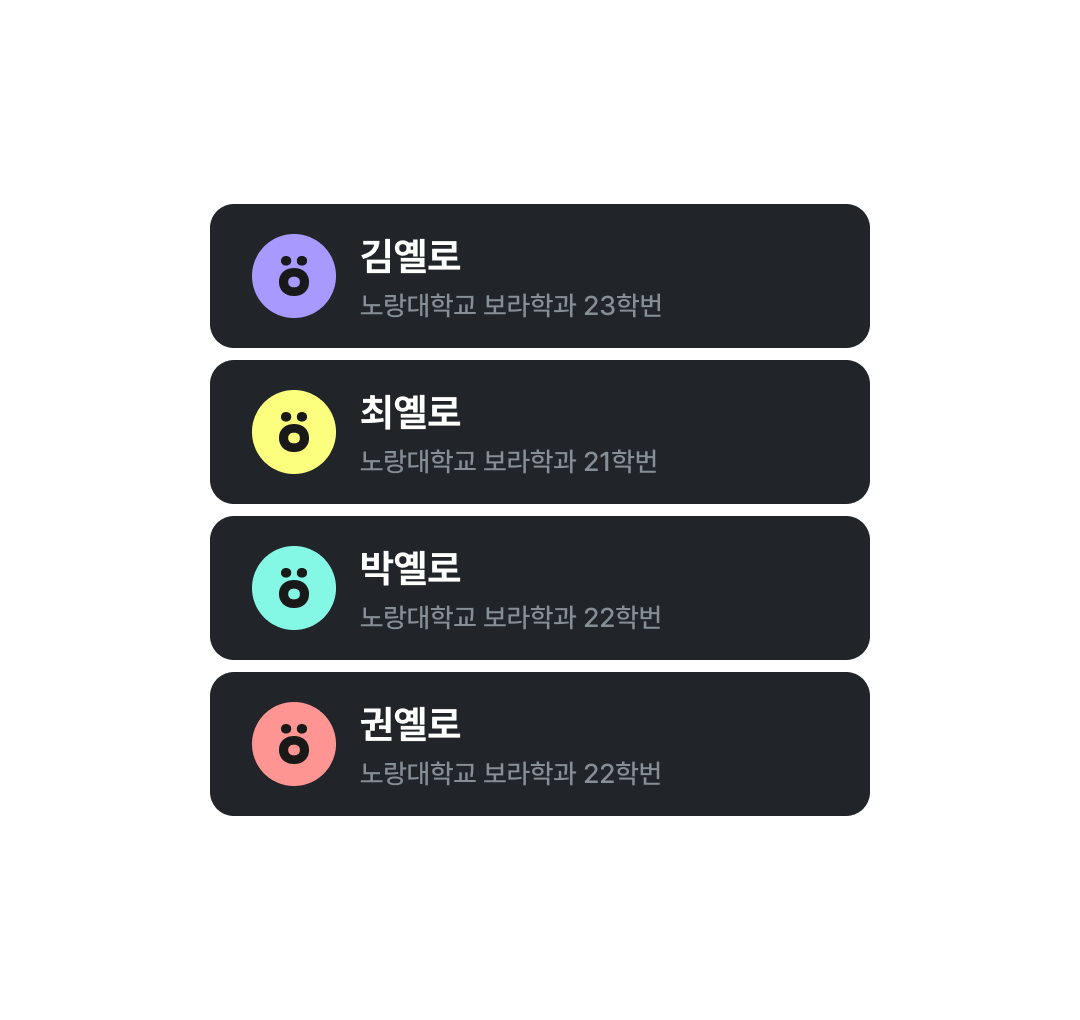 김옐로
노랑대학교 보라학과 23학번
최옐로
노랑대학교 보라학과 21학번
박옐로
노랑대학교 보라학과 22학번
권옐로
노랑대학교 보라학과 22학번